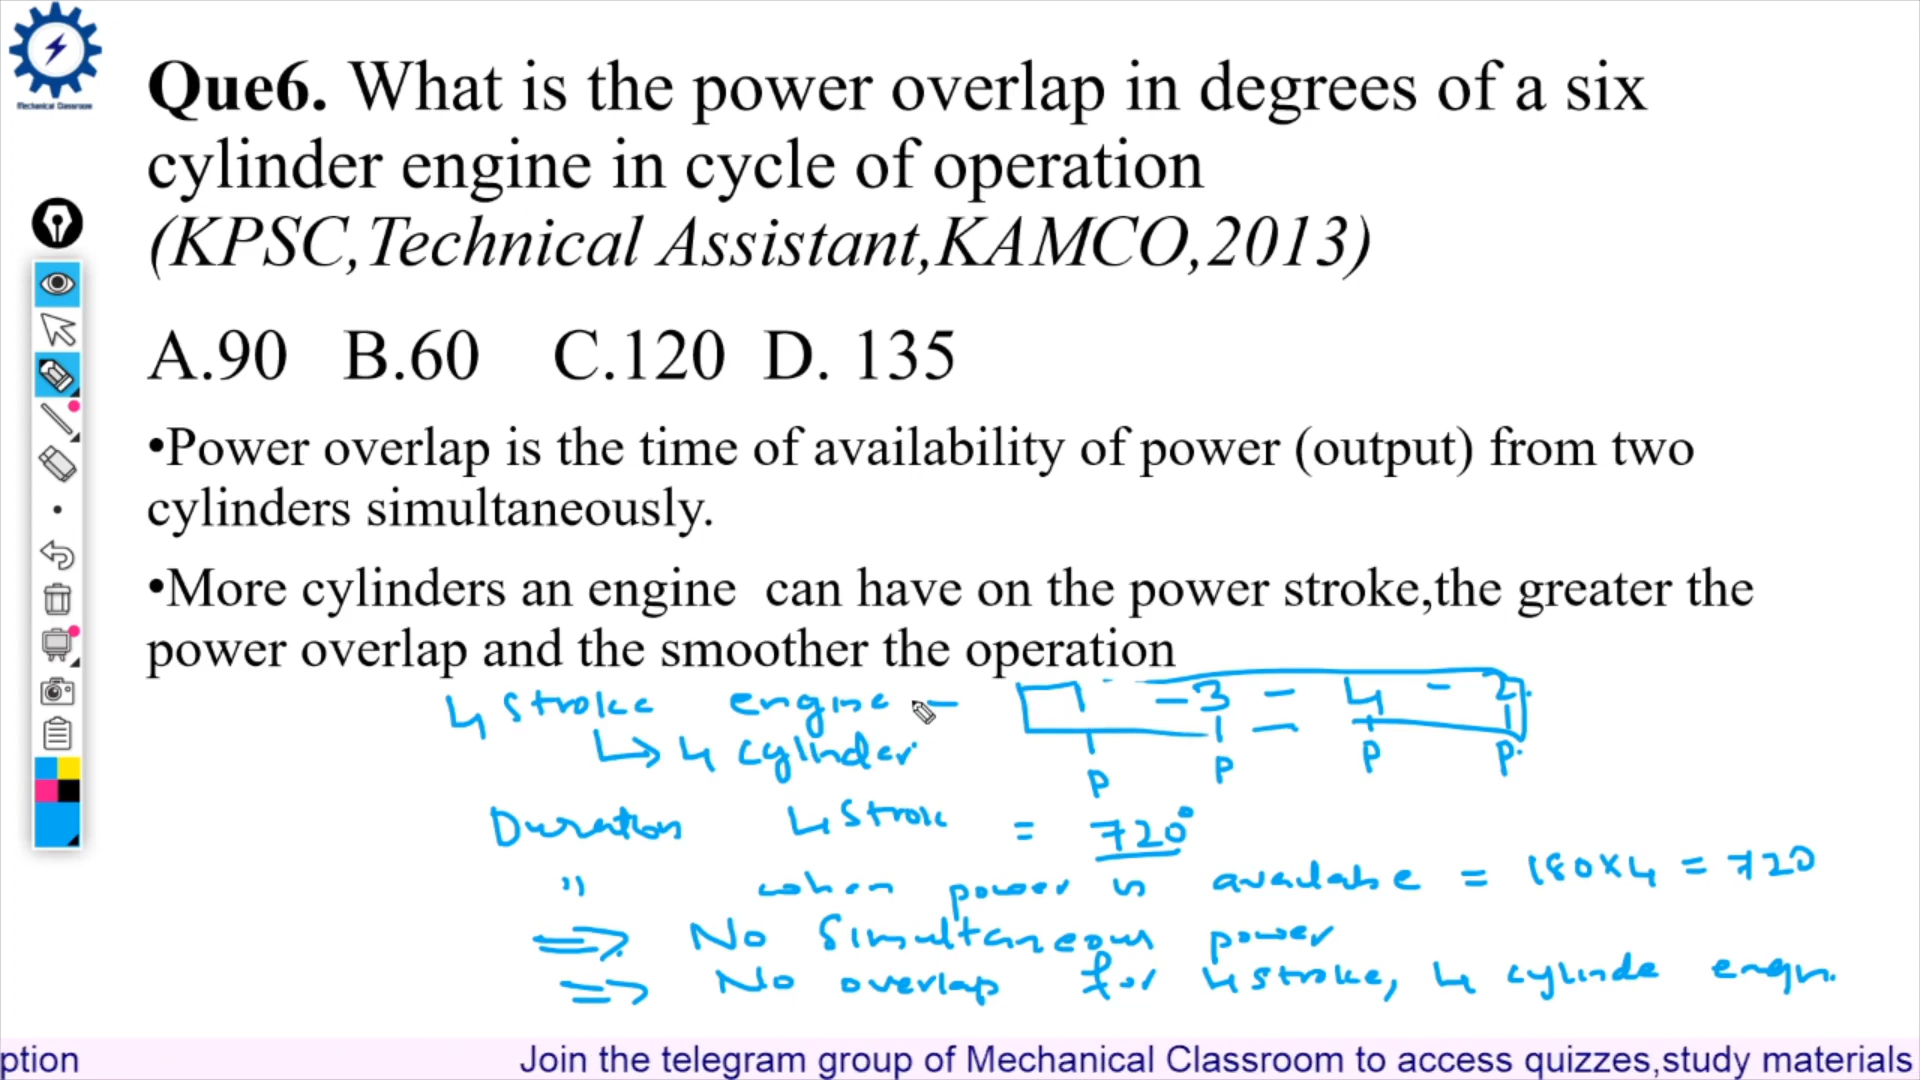 Mechanical Classroom
Que6. What is the power overlap in degrees of a six
cylinder engine in cycle of operation
(KPSC,Technical Assistant,KAMCO,2013)
A.90 B.60 C.120 D. 135
•Power overlap is the time of availability of power (output) from two
cylinders simultaneously.
•More cylinders an engine can have on the power stroke,the greater the
power overlap and the smoother the operation
4 stroke engine - 1 - 3 = 4 - 2
↳ 4 cylinder
P P P P.
Duration 4 Strok = 720°
" when power is availabe = 180×4 = 720
⇒ No Simultaneous power
⇒ No overlap for 4 stroke, 4 cylinde engn.
ption Join the telegram group of Mechanical Classroom to access quizzes,study materials